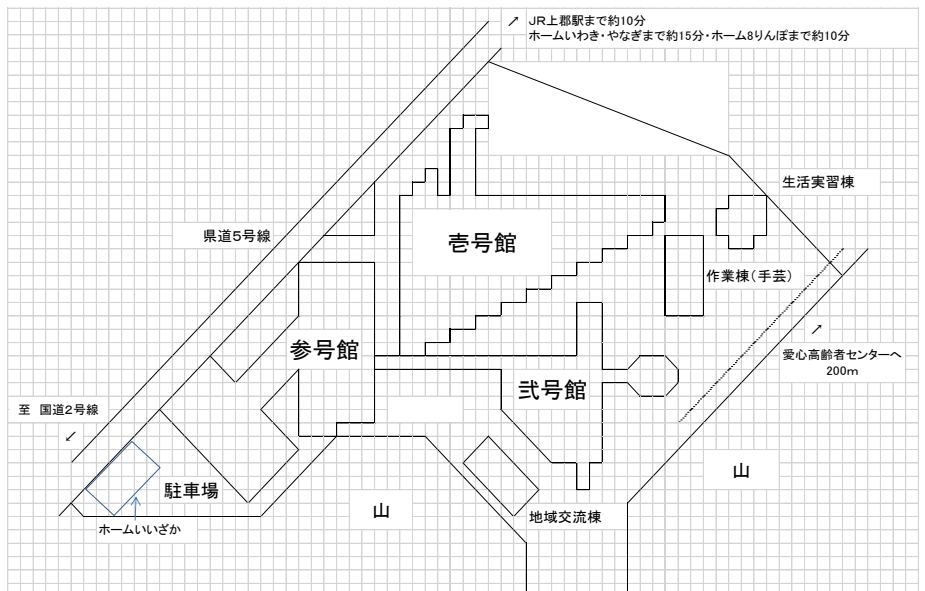 ↗ JR上郡駅まで約10分
ホームいわき・やなぎまで約15分・ホーム8りんぽまで約10分
生活実習棟
県道5号線
壱号館
作業棟(手芸)
参号館
愛心高齢者センターへ
200m
弐号館
至 国道2号線
山
駐車場
山
地域交流棟
ホームいいざか